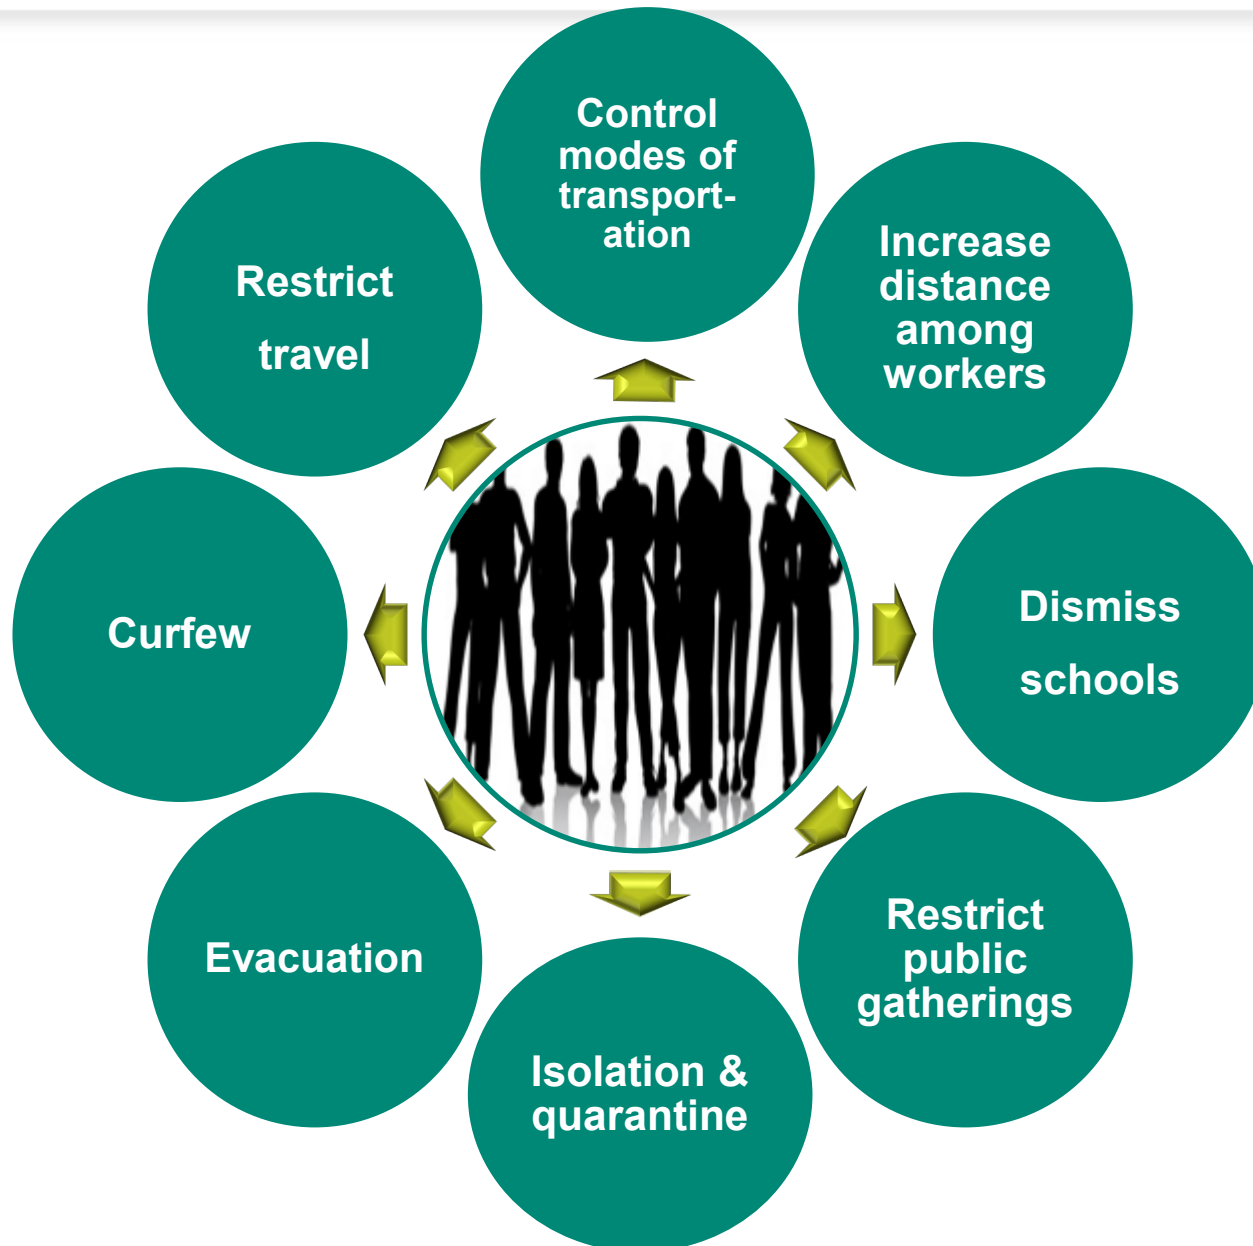 Control
modes of
transport-
ation
Increase
distance
among
workers
Dismiss
schools
Restrict
public
gatherings
Isolation &
quarantine
Evacuation
Curfew
Restrict
travel